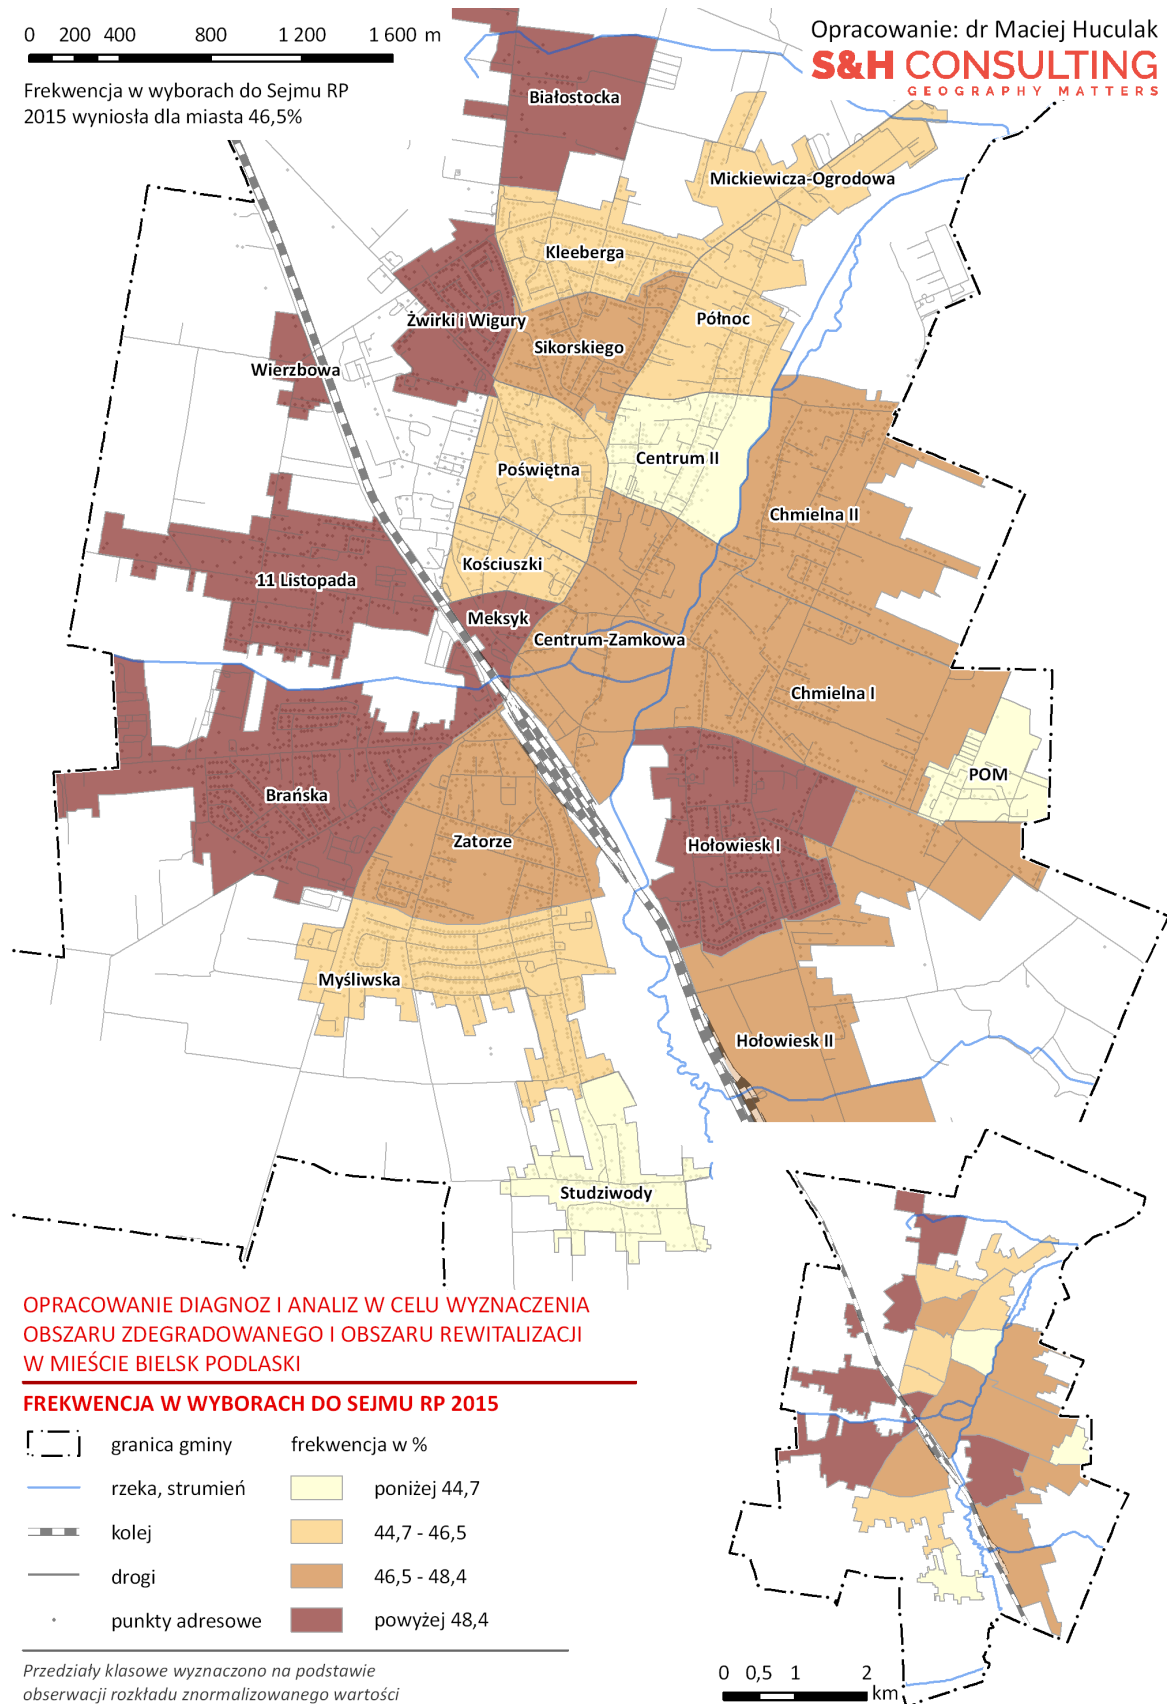 0 200 400 800 1 200 1 600 m
Frekwencja w wyborach do Sejmu RP
2015 wyniosła dla miasta 46,5%
Opracowanie: dr Maciej Huculak
S&H CONSULTING
GEOGRAPHY MATTERS
Białostocka
Mickiewicza-Ogrodowa
Kleeberga
Żwirki i Wigury
Północ
Sikorskiego
Wierzbowa
Centrum II
Poświętna
Chmielna II
Kościuszki
11 Listopada
Meksyk
Centrum-Zamkowa
Chmielna I
POM
Brańska
Zatorze
Hołowiesk I
Myśliwska
Hołowiesk II
Studziwody
OPRACOWANIE DIAGNOZ I ANALIZ W CELU WYZNACZENIA
OBSZARU ZDEGRADOWANEGO I OBSZARU REWITALIZACJI
W MIEŚCIE BIELSK PODLASKI
FREKWENCJA W WYBORACH DO SEJMU RP 2015
granica gminy
rzeka, strumień
kolej
drogi
punkty adresowe
frekwencja w %
poniżej 44,7
44,7 - 46,5
46,5 - 48,4
powyżej 48,4
Przedziały klasowe wyznaczono na podstawie
obserwacji rozkładu znormalizowanego wartości
0 0,5 1 2
km